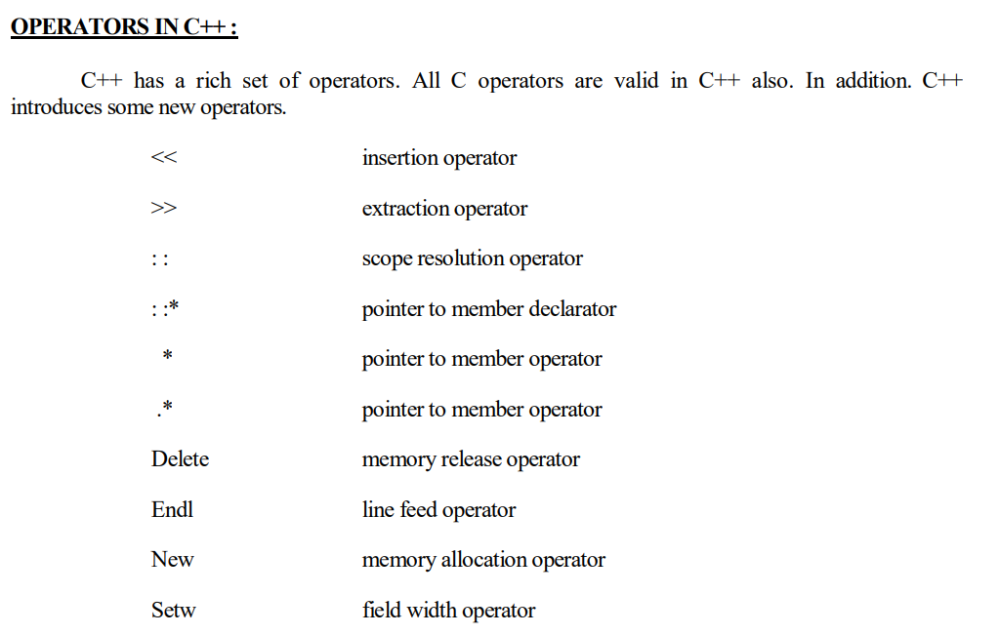 OPERATORS IN C++ :
C++ has a rich set of operators. All C operators are valid in C++ also. In addition. C++
introduces some new operators.
<< insertion operator
>> extraction operator
: : scope resolution operator
: :* pointer to member declarator
* pointer to member operator
.* pointer to member operator
Delete memory release operator
Endl line feed operator
New memory allocation operator
Setw field width operator